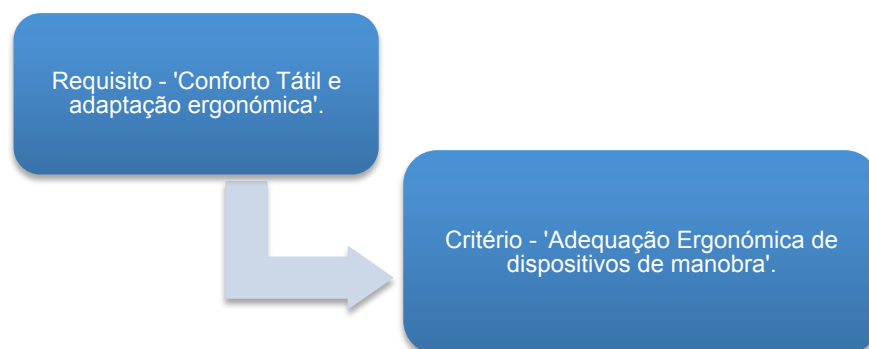 Requisito - 'Conforto Tátil e
adaptação ergonómica'.
Critério - 'Adequação Ergonómica de
dispositivos de manobra'.